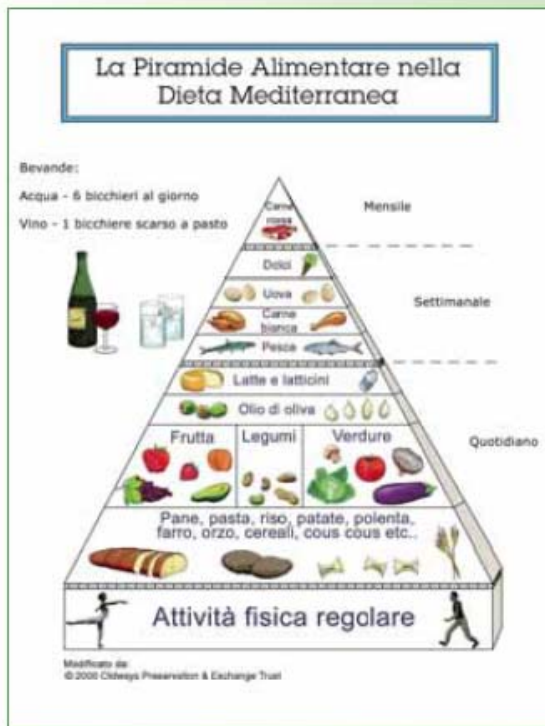 La Piramide Alimentare nella
Dieta Mediterranea
Bevande:
Acqua - 6 bicchieri al giorno
Vino - 1 bicchiere scarso a pasto
Carne
rossa
Mensile
Dolci
Uova
Carne
bianca
Pesce
Settimanale
Latte e latticini
Olio di oliva
Frutta
Legumi
Verdure
Quotidiano
Pane, pasta, riso, patate, polenta,
farro, orzo, cereali, cous cous etc..
Attività fisica regolare
Modificato da:
© 2000 Oldways Preservation & Exchange Trust